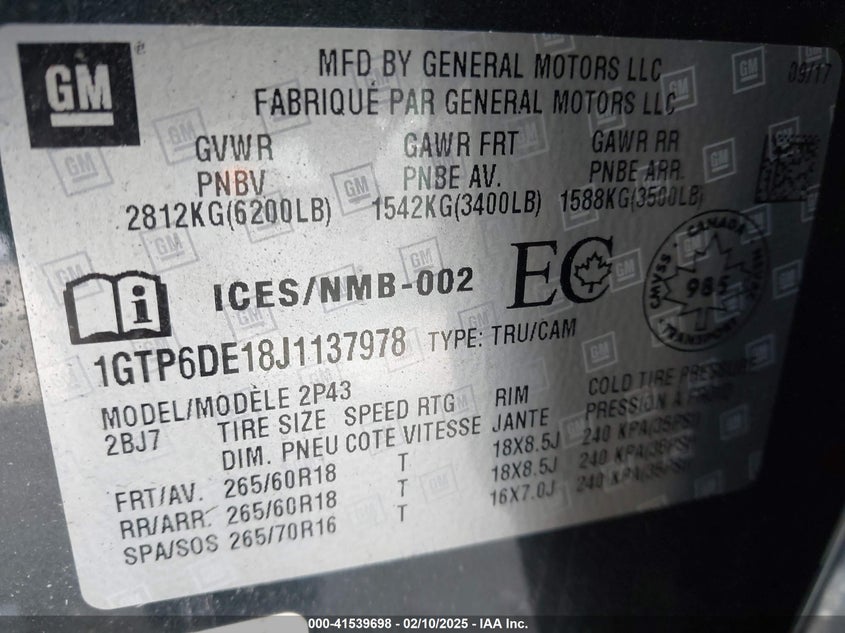 GM
MFD BY GENERAL MOTORS LLC 09/17
FABRIQUÉ PAR GENERAL MOTORS LLC
GVWR GAWR FRT GAWR RR
PNBV PNBE AV. PNBE ARR.
2812KG(6200LB) 1542KG(3400LB) 1588KG(3500LB)
i ICES/NMB-002 EC
CANADA
CMVSS 985 NSVAC
TRANSPORT
1GTP6DE18J1137978 TYPE: TRU/CAM
MODEL/MODÈLE 2P43 RIM COLD TIRE PRESSURE
2BJ7 TIRE SIZE SPEED RTG JANTE PRESSION A FROID
DIM. PNEU COTE VITESSE
FRT/AV. 265/60R18 T 18X8.5J 240 KPA(35PSI)
RR/ARR. 265/60R18 T 18X8.5J 240 KPA(35PSI)
SPA/SOS 265/70R16 T 16X7.0J 240 KPA(35PSI)
000-41539698 - 02/10/2025 - IAA Inc.